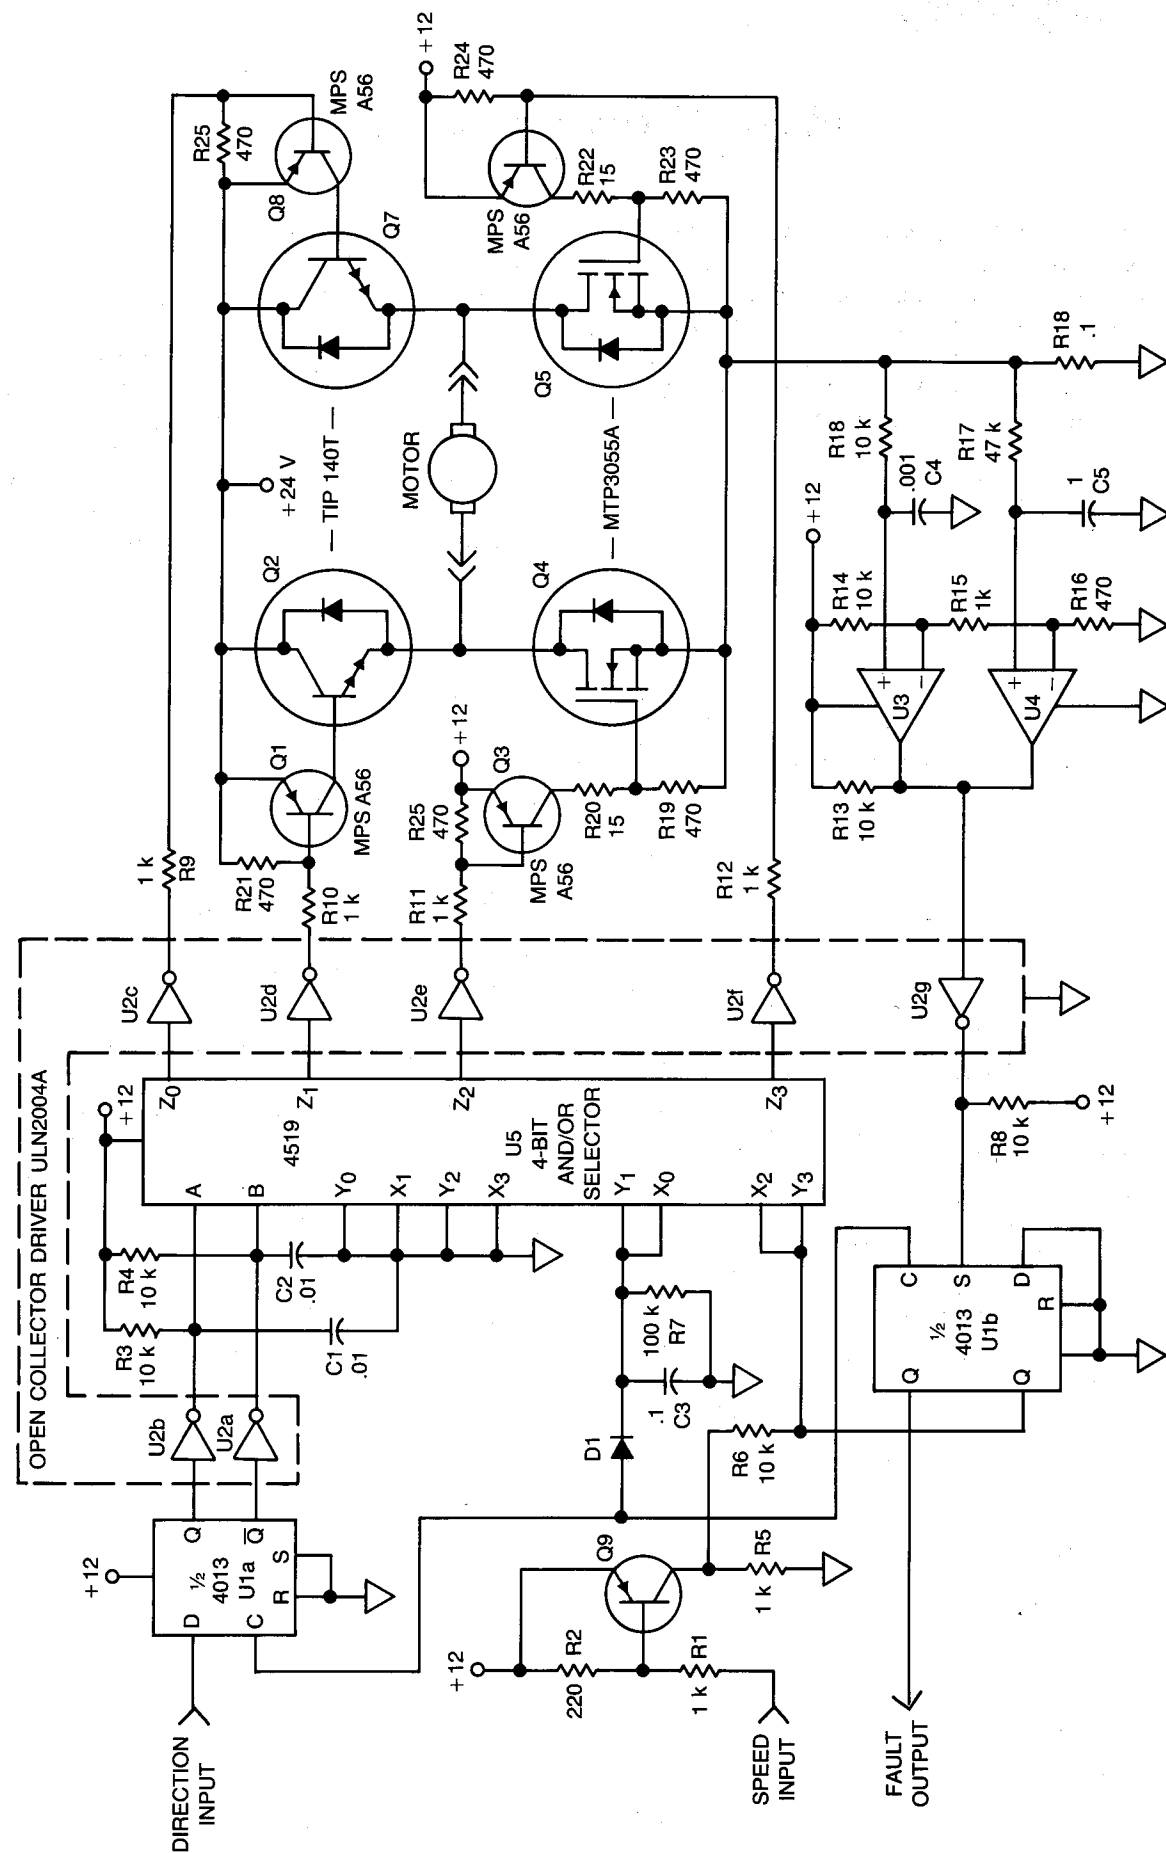 OPEN COLLECTOR DRIVER ULN2004A
DIRECTION
INPUT
+12
D
Q
½
4013
U1a
C
Q̅
R
S
U2b
U2a
R3
10 k
R4
10 k
+12
C1
.01
C2
.01
A
B
Y0
X1
Y2
X3
Y1
X0
X2
Y3
4519
U5
4-BIT
AND/OR
SELECTOR
Z0
Z1
Z2
Z3
U2c
U2d
U2e
U2f
U2g
1 k
R9
R21
470
R10
1 k
R11
1 k
R25
470
+12
R12
1 k
Q1
MPS A56
Q2
— TIP 140T —
+24 V
Q7
Q8
MPS
A56
R25
470
MOTOR
Q3
MPS
A56
R20
15
R19
470
Q4
— MTP3055A —
Q5
MPS
A56
R22
15
R23
470
+12
R24
470
SPEED
INPUT
+12
R2
220
R1
1 k
Q9
R5
1 k
D1
R6
10 k
.1
C3
100 k
R7
FAULT
OUTPUT
Q
C
½
4013
U1b
S
Q
D
R
R8
10 k
+12
R13
10 k
U3
+
−
U4
+
−
R14
10 k
+12
R15
1k
R16
470
.001
C4
1
C5
R18
10 k
R17
47 k
R18
.1